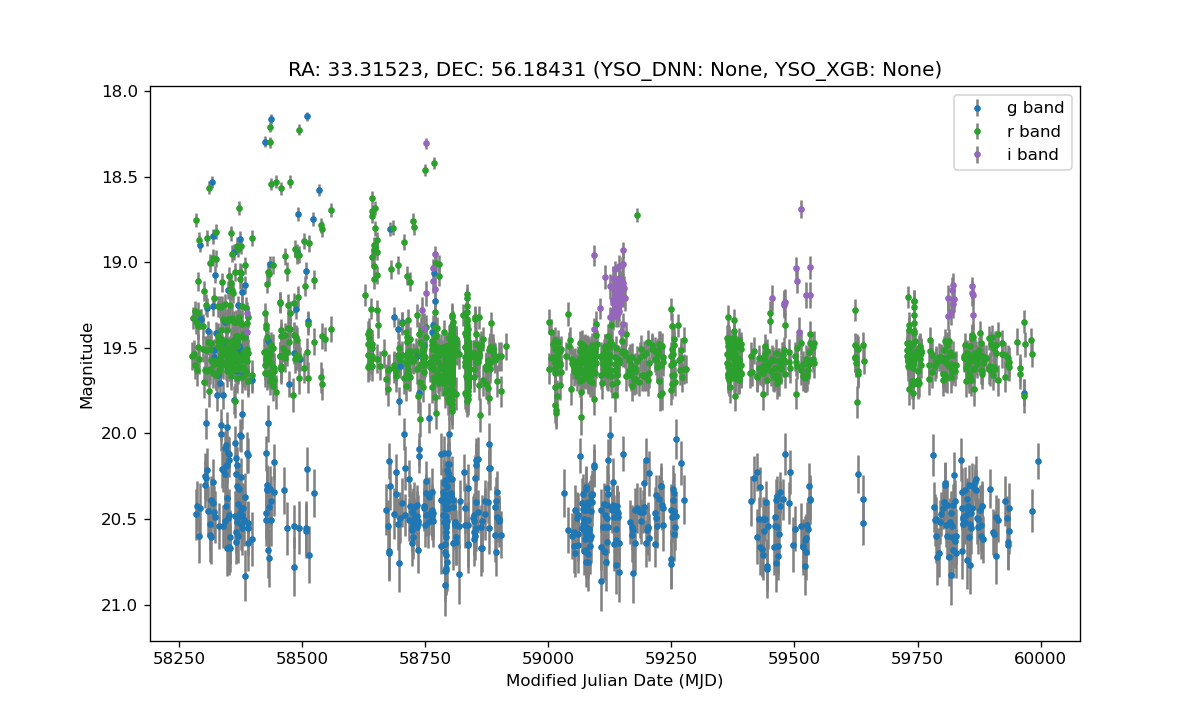 RA: 33.31523, DEC: 56.18431 (YSO_DNN: None, YSO_XGB: None)
g band
r band
i band
18.0
18.5
19.0
19.5
20.0
20.5
21.0
Magnitude
58250 58500 58750 59000 59250 59500 59750 60000
Modified Julian Date (MJD)